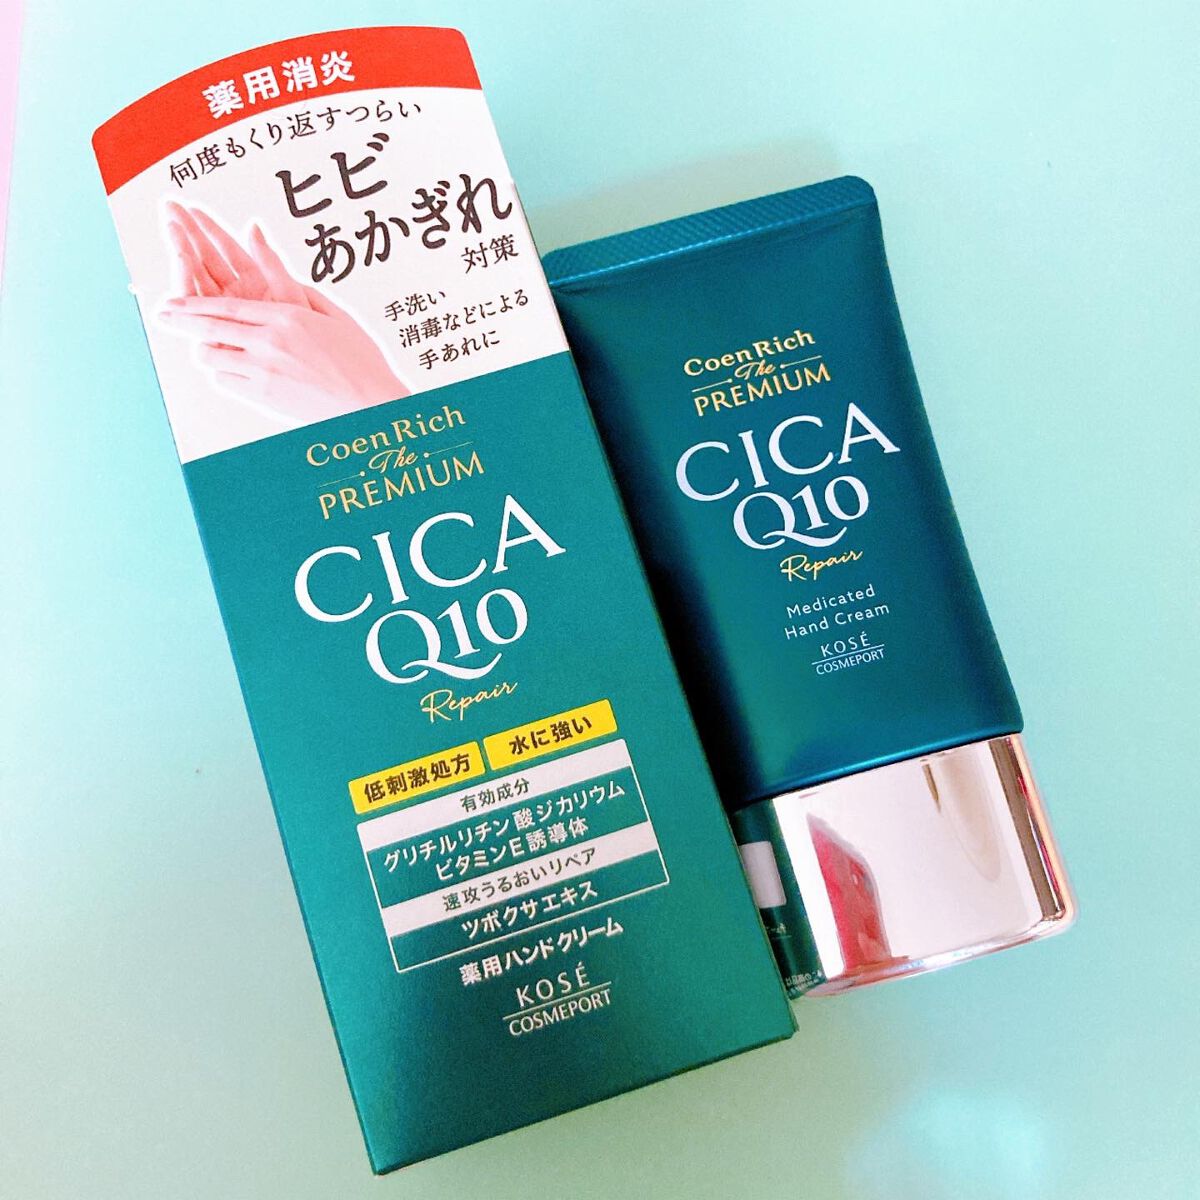 薬用消炎
何度もくり返すつらい
ヒビ
あかぎれ
対策
手洗い
消毒などによる
手あれに
Coen Rich
The
PREMIUM
CICA
Q10
Repair
低刺激処方
水に強い
有効成分
グリチルリチン酸ジカリウム
ビタミンE誘導体
速攻うるおいリペア
ツボクサエキス
薬用ハンドクリーム
KOSÉ
COSMEPORT
Coen Rich
The
PREMIUM
CICA
Q10
Repair
Medicated
Hand Cream
KOSÉ
COSMEPORT